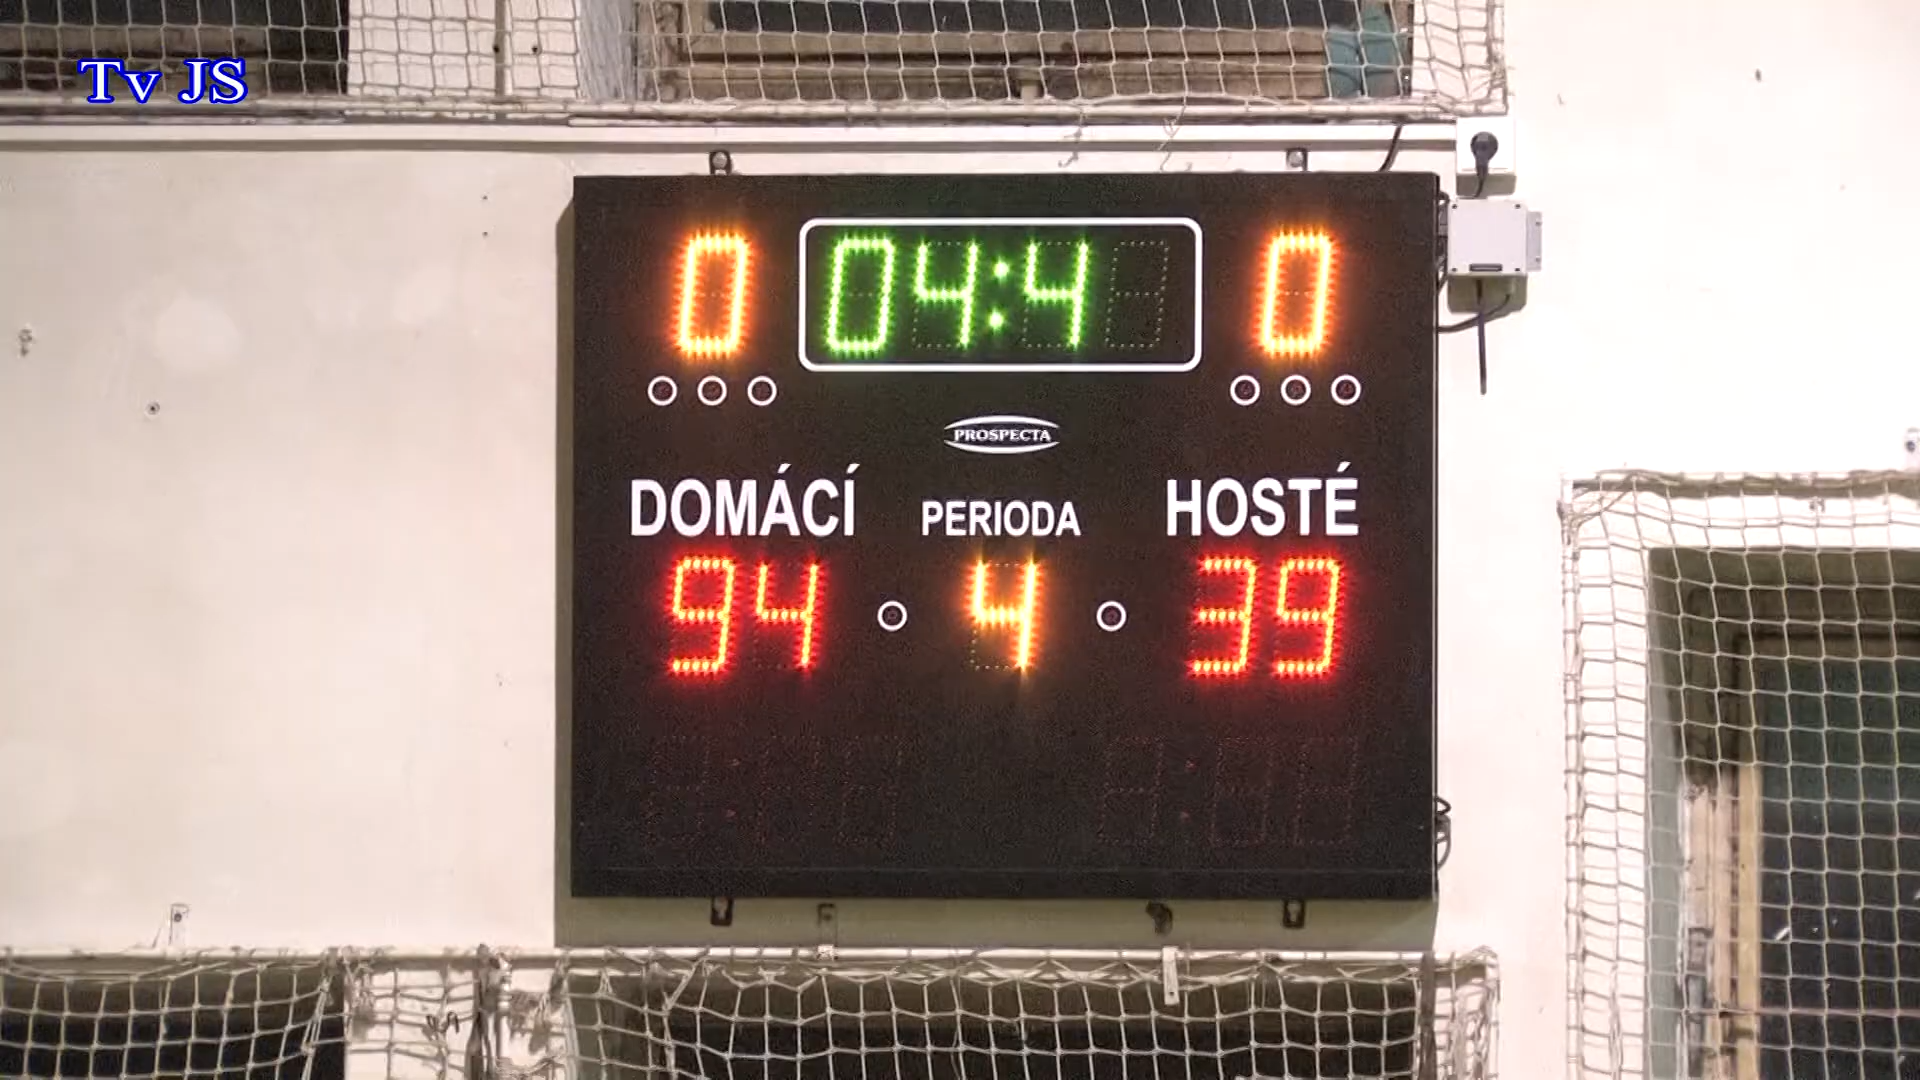 Tv JS
0 04:4 0
PROSPECTA
DOMÁCÍ PERIODA HOSTÉ
94 4 39